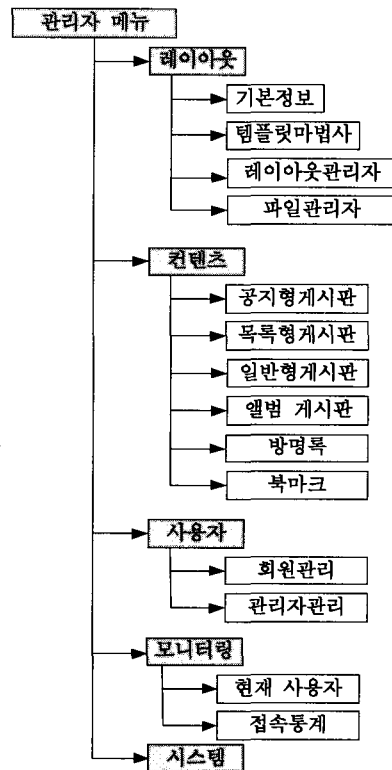 관리자 메뉴
레이아웃
기본정보
템플릿마법사
레이아웃관리자
파일관리자
컨텐츠
공지형게시판
목록형게시판
일반형게시판
앨범 게시판
방명록
북마크
사용자
회원관리
관리자관리
모니터링
현재 사용자
접속통계
시스템